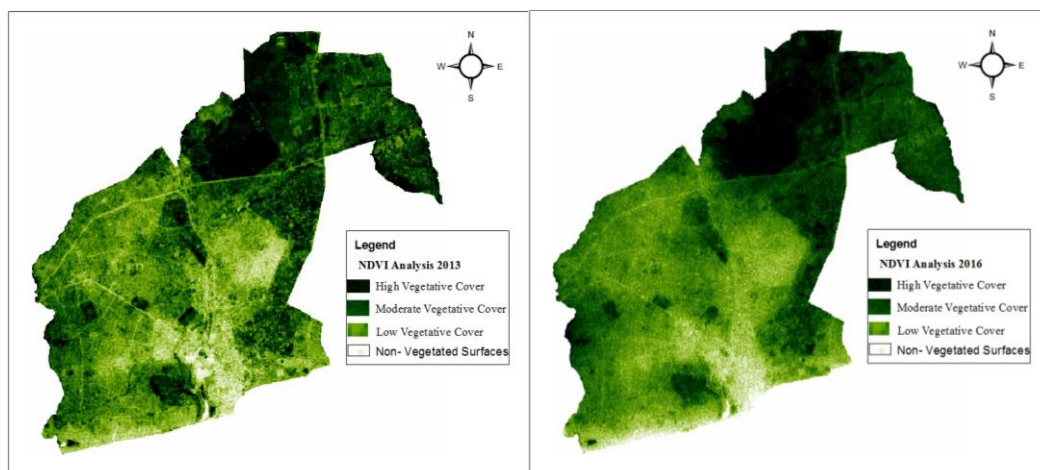 N
W E
S
Legend
NDVI Analysis 2013
High Vegetative Cover
Moderate Vegetative Cover
Low Vegetative Cover
Non- Vegetated Surfaces
N
W E
S
Legend
NDVI Analysis 2016
High Vegetative Cover
Moderate Vegetative Cover
Low Vegetative Cover
Non- Vegetated Surfaces